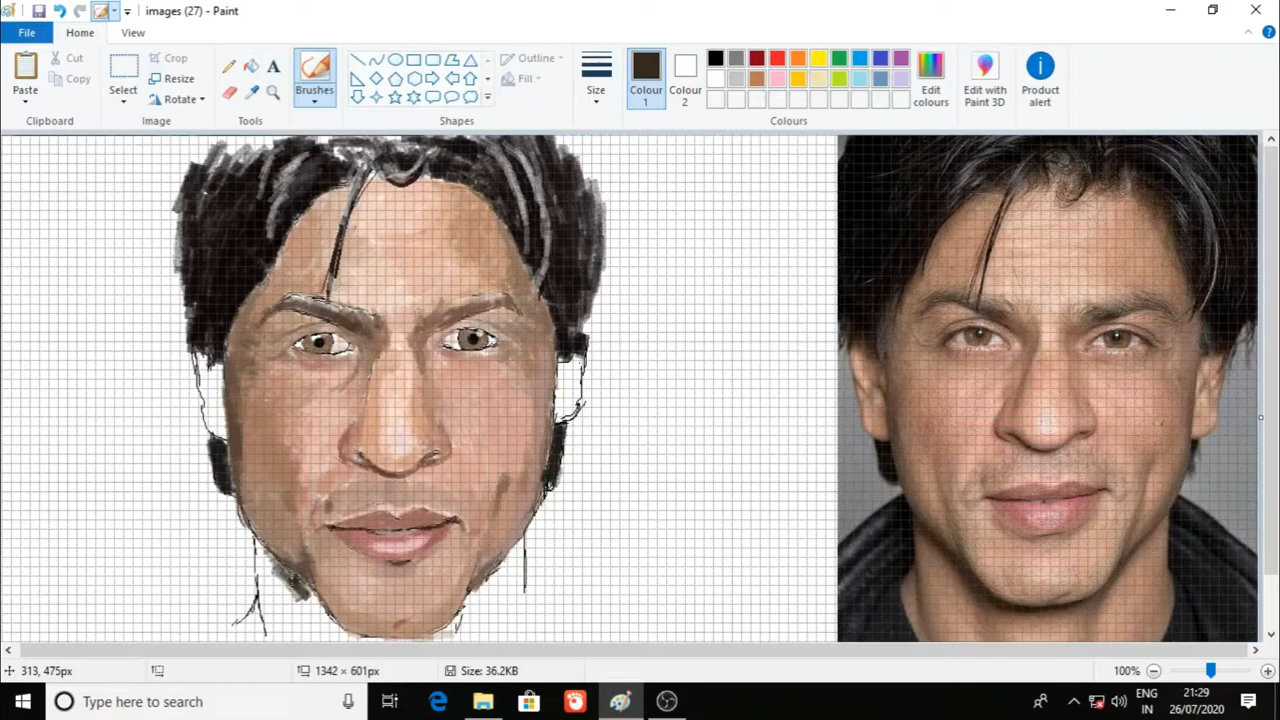 images (27) - Paint
File Home View
Paste
Cut
Copy
Clipboard
Select
Crop
Resize
Rotate
Image
A
Tools
Brushes
Outline
Fill
Shapes
Size
Colour 1
Colour 2
Edit colours
Colours
Edit with Paint 3D
Product alert
313, 475px
1342 × 601px
Size: 36.2KB
100%
Type here to search
ENG
IN
21:29
26/07/2020